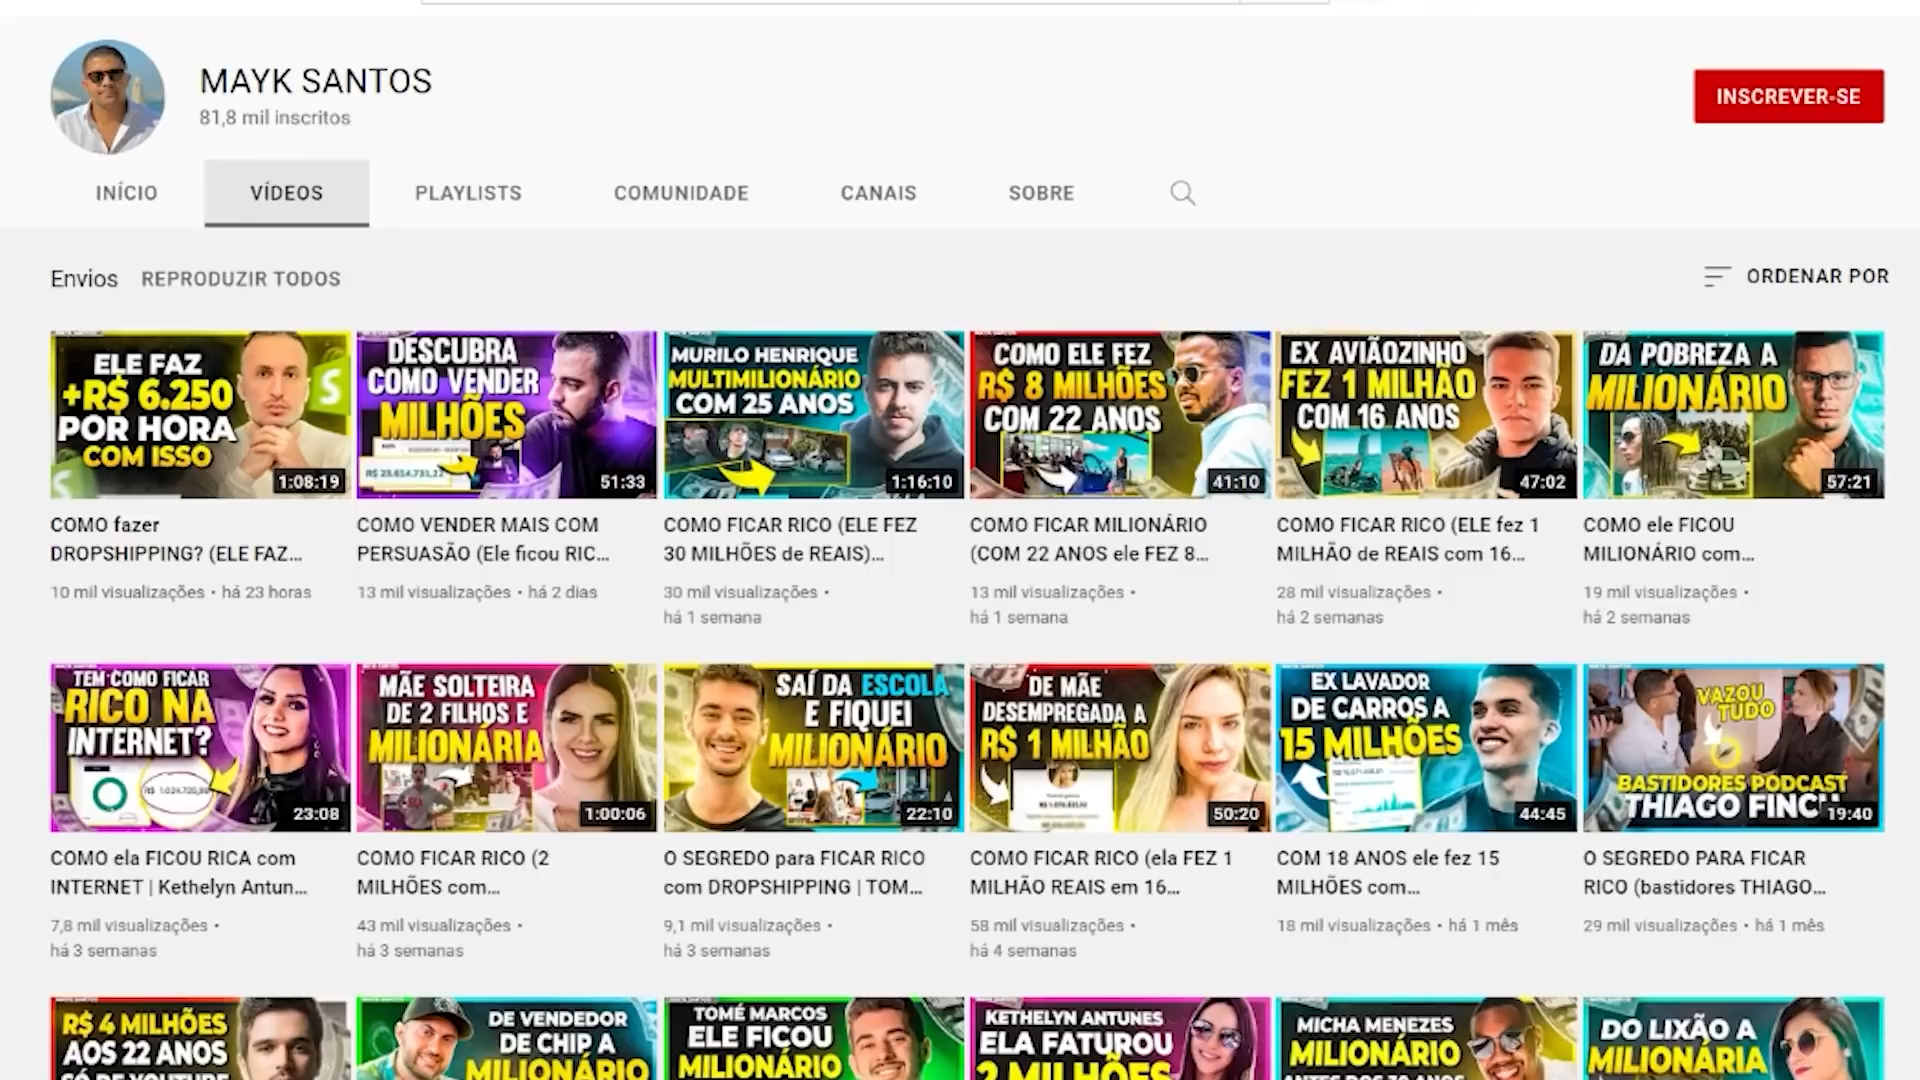 MAYK SANTOS
81,8 mil inscritos
INSCREVER-SE
INÍCIO
VÍDEOS
PLAYLISTS
COMUNIDADE
CANAIS
SOBRE
Envios
REPRODUZIR TODOS
ORDENAR POR
ELE FAZ
+R$ 6.250
POR HORA
COM ISSO
1:08:19
DESCUBRA
COMO VENDER
MILHÕES
51:33
MURILO HENRIQUE
MULTIMILIONÁRIO
COM 25 ANOS
1:16:10
COMO ELE FEZ
R$ 8 MILHÕES
COM 22 ANOS
41:10
EX AVIÃOZINHO
FEZ 1 MILHÃO
COM 16 ANOS
47:02
DA POBREZA A
MILIONÁRIO
57:21
COMO fazer
DROPSHIPPING? (ELE FAZ...
10 mil visualizações • há 23 horas
COMO VENDER MAIS COM
PERSUASÃO (Ele ficou RIC...
13 mil visualizações • há 2 dias
COMO FICAR RICO (ELE FEZ
30 MILHÕES de REAIS)...
30 mil visualizações •
há 1 semana
COMO FICAR MILIONÁRIO
(COM 22 ANOS ele FEZ 8...
13 mil visualizações •
há 1 semana
COMO FICAR RICO (ELE fez 1
MILHÃO de REAIS com 16...
28 mil visualizações •
há 2 semanas
COMO ele FICOU
MILIONÁRIO com...
19 mil visualizações •
há 2 semanas
TEM COMO FICAR
RICO NA
INTERNET?
23:08
MÃE SOLTEIRA
DE 2 FILHOS E
MILIONÁRIA
1:00:06
SAÍ DA ESCOLA
E FIQUEI
MILIONÁRIO
22:10
DE MÃE
DESEMPREGADA A
R$ 1 MILHÃO
50:20
EX LAVADOR
DE CARROS A
15 MILHÕES
44:45
VAZOU
TUDO
BASTIDORES PODCAST
THIAGO FINC
19:40
COMO ela FICOU RICA com
INTERNET | Kethelyn Antun...
7,8 mil visualizações •
há 3 semanas
COMO FICAR RICO (2
MILHÕES com...
43 mil visualizações •
há 3 semanas
O SEGREDO para FICAR RICO
com DROPSHIPPING | TOM...
9,1 mil visualizações •
há 3 semanas
COMO FICAR RICO (ela FEZ 1
MILHÃO REAIS em 16...
58 mil visualizações •
há 4 semanas
COM 18 ANOS ele fez 15
MILHÕES com...
18 mil visualizações • há 1 mês
O SEGREDO PARA FICAR
RICO (bastidores THIAGO...
29 mil visualizações • há 1 mês
R$ 4 MILHÕES
AOS 22 ANOS
SÓ DE YOUTUBE
DE VENDEDOR
DE CHIP A
MILIONÁRIO
TOMÉ MARCOS
ELE FICOU
MILIONÁRIO
KETHELYN ANTUNES
ELA FATUROU
2 MILHÕES
MICHA MENEZES
MILIONÁRIO
ANTES DOS 30 ANOS
DO LIXÃO A
MILIONÁRIA